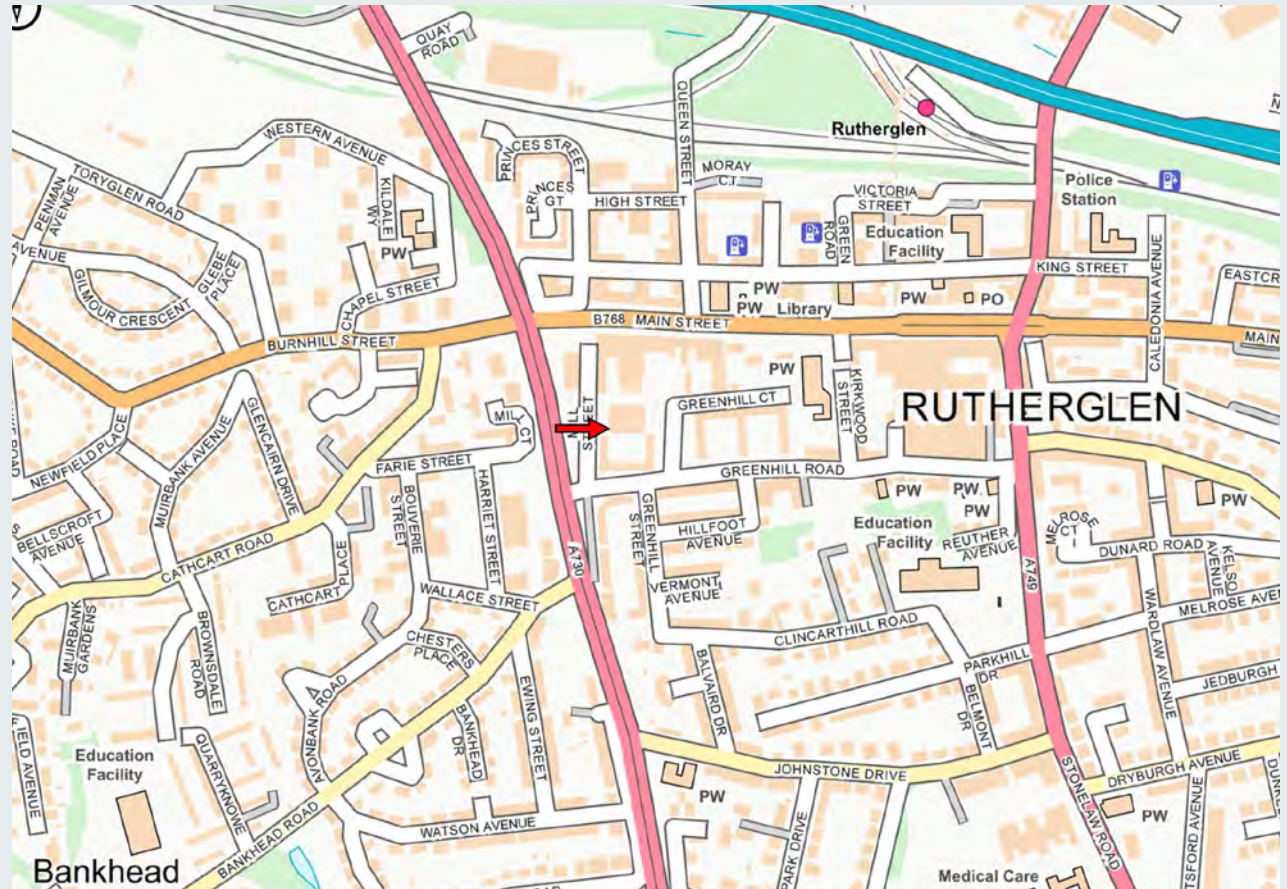 QUAY
ROAD
WESTERN AVENUE
TORYGLEN ROAD
PENMAN
AVENUE
KILDALE
WY
PW
AVENUE
GLEBE
PLACE
GILMOUR CRESCENT
CHAPEL STREET
BURNHILL STREET
PRINCES STREET
PRINCES
GT
HIGH STREET
QUEEN STREET
MORAY
CT
Rutherglen
VICTORIA
STREET
GREEN
ROAD
Education
Facility
Police
Station
KING STREET
CALEDONIA AVENUE
EASTCR
PW
PW
Library
PW
PO
B768 MAIN STREET
MAIN
PW
KIRKWOOD
STREET
RUTHERGLEN
MILL
STREET
MILL
CT
GREENHILL CT
GREENHILL ROAD
NEWFIELD PLACE
MUIRBANK AVENUE
GLENCAIRN DRIVE
FARIE STREET
BOUVERIE
STREET
HARRIET STREET
BELLSCROFT
AVENUE
CATHCART ROAD
CATHCART
PLACE
WALLACE STREET
A730
GREENHILL
STREET
HILLFOOT
AVENUE
VERMONT
AVENUE
PW
PW
PW
Education
Facility
REUTHER
AVENUE
A749
MELROSE
CT
DUNARD ROAD
KELSO
AVENUE
PW
MELROSE AVE
WARDLAW AVENUE
JEDBURGH
MUIRBANK
GARDENS
BROWNSDALE
ROAD
CHESTERS
PLACE
AVONBANK ROAD
BANKHEAD
DR
EWING STREET
CLINCARTHILL ROAD
BALVAIRD DR
PARKHILL
DR
BELMONT
DR
FIELD AVENUE
Education
Facility
QUARRYKNOWE
BANKHEAD ROAD
WATSON AVENUE
Bankhead
PW
JOHNSTONE DRIVE
PARK DRIVE
STONELAW ROAD
DRYBURGH AVENUE
PW
SFORD AVENUE
Medical Care